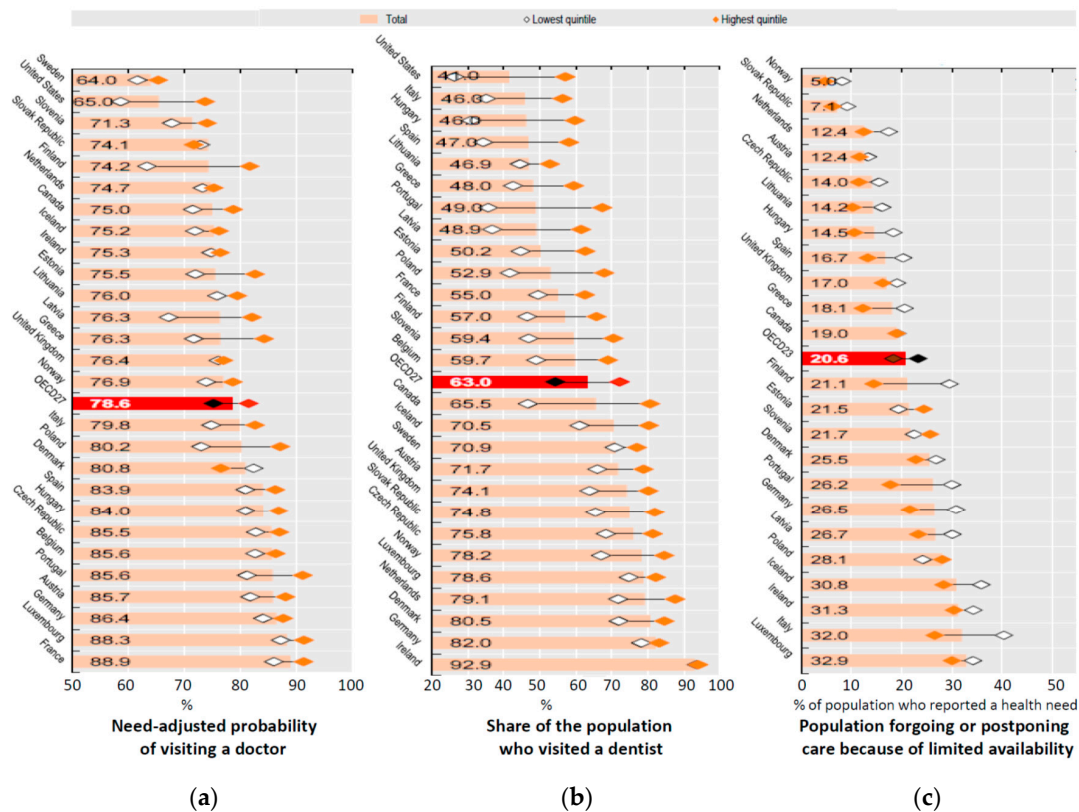 Total Lowest quintile Highest quintile
Sweden 64.0
United States 65.0
Slovenia 71.3
Slovak Republic 74.1
Finland 74.2
Netherlands 74.7
Canada 75.0
Iceland 75.2
Ireland 75.3
Estonia 75.5
Lithuania 76.0
Latvia 76.3
Greece 76.3
United Kingdom 76.4
Norway 76.9
OECD27 78.6
Italy 79.8
Poland 80.2
Denmark 80.8
Spain 83.9
Hungary 84.0
Czech Republic 85.5
Belgium 85.6
Portugal 85.6
Austria 85.7
Germany 86.4
Luxembourg 88.3
France 88.9
50 60 70 80 90 100
%
Need-adjusted probability
of visiting a doctor
(a)
United States
Italy 46.0
Hungary 46.0
Spain 47.0
Lithuania 46.9
Greece 48.0
Portugal 49.0
Latvia 48.9
Estonia 50.2
Poland 52.9
France 55.0
Finland 57.0
Slovenia 59.4
Belgium 59.7
OECD27 63.0
Canada 65.5
Iceland 70.5
Sweden 70.9
Austria 71.7
United Kingdom 74.1
Slovak Republic 74.8
Czech Republic 75.8
Norway 78.2
Luxembourg 78.6
Netherlands 79.1
Denmark 80.5
Germany 82.0
Ireland 92.9
20 30 40 50 60 70 80 90 100
%
Share of the population
who visited a dentist
(b)
Norway
Slovak Republic 7.1
Netherlands 12.4
Austria 12.4
Czech Republic 14.0
Lithuania 14.2
Hungary 14.5
Spain 16.7
United Kingdom 17.0
Greece 18.1
Canada 19.0
OECD23 20.6
Finland 21.1
Estonia 21.5
Slovenia 21.7
Denmark 25.5
Portugal 26.2
Germany 26.5
Latvia 26.7
Poland 28.1
Iceland 30.8
Ireland 31.3
Italy 32.0
Luxembourg 32.9
0 10 20 30 40 50
% of population who reported a health need
Population forgoing or postponing
care because of limited availability
(c)